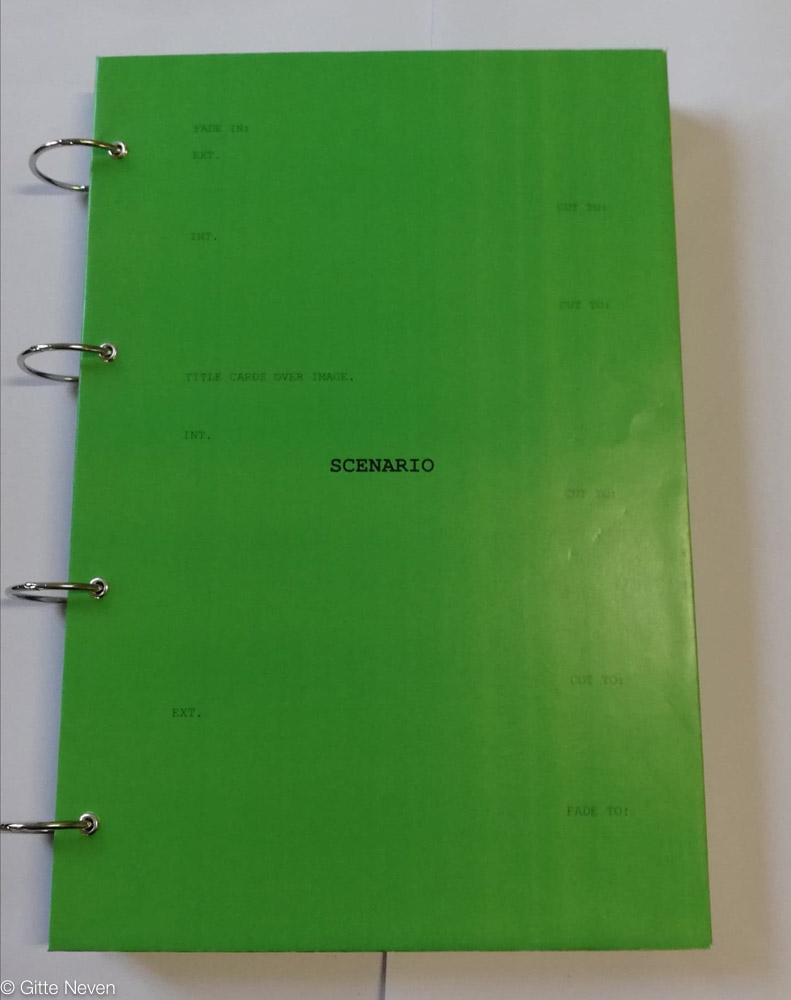 FADE IN:
EXT.
CUT TO:
INT.
CUT TO:
TITLE CARDS OVER IMAGE.
INT.
SCENARIO
CUT TO:
CUT TO:
EXT.
FADE TO:
© Gitte Neven